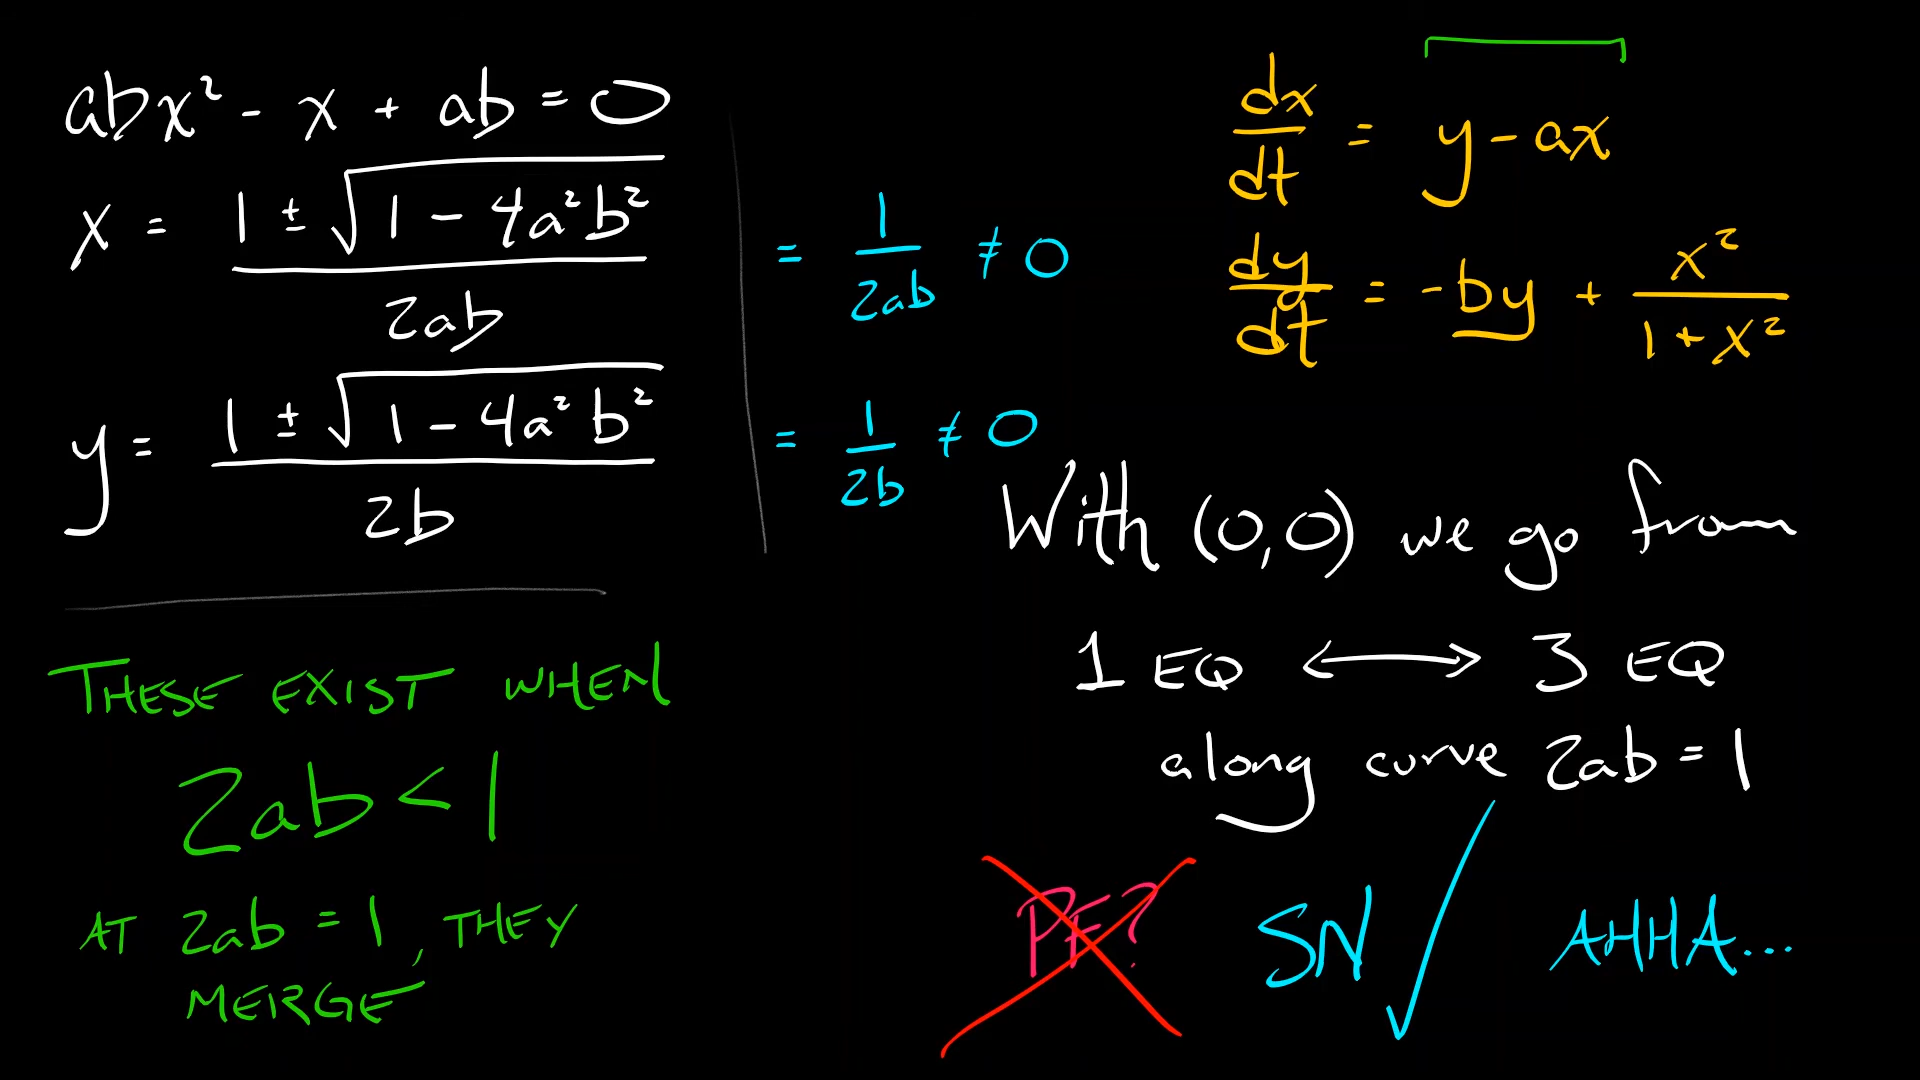 abx² - x + ab = 0
x = (1 ± √(1 - 4a²b²)) / 2ab = 1/2ab ≠ 0
y = (1 ± √(1 - 4a²b²)) / 2b = 1/2b ≠ 0
THESE EXIST WHEN
2ab < 1
AT 2ab = 1, THEY
MERGE
dx/dt = y - ax
dy/dt = -by + x²/(1 + x²)
With (0,0) we go from
1 EQ ⟷ 3 EQ
along curve 2ab = 1
PF? SN ✓ AHHA...